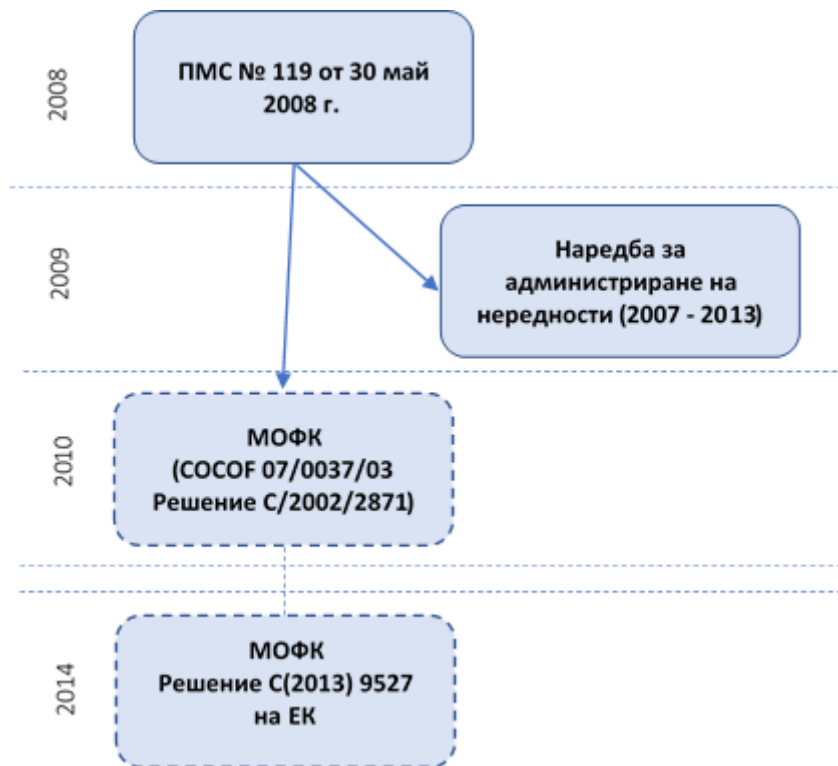 2008
ПМС № 119 от 30 май
2008 г.
2009
Наредба за
администриране на
нередности (2007 - 2013)
2010
МОФК
(COCOF 07/0037/03
Решение C/2002/2871)
2014
МОФК
Решение C(2013) 9527
на ЕК